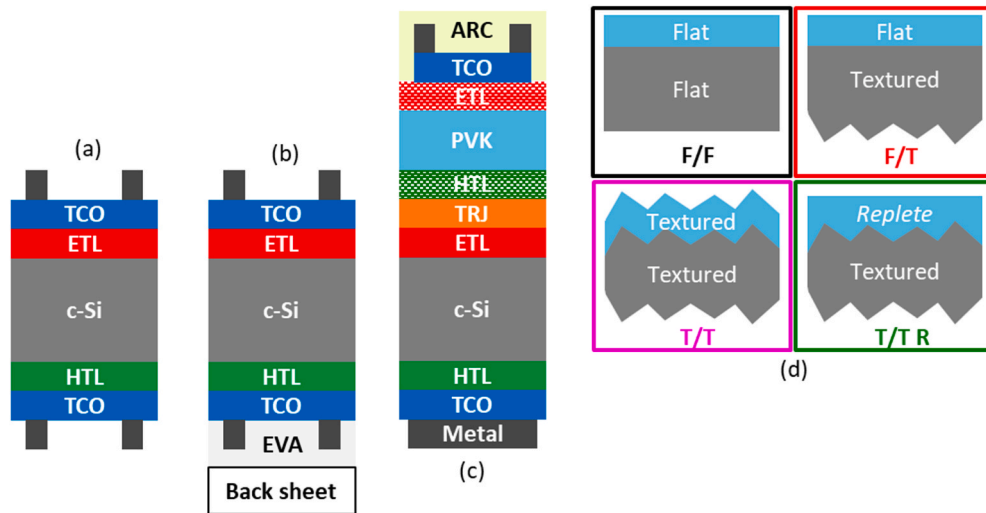 (a)
TCO
ETL
c-Si
HTL
TCO
(b)
TCO
ETL
c-Si
HTL
TCO
EVA
Back sheet
ARC
TCO
ETL
PVK
HTL
TRJ
ETL
c-Si
HTL
TCO
Metal
(c)
Flat
Flat
F/F
Flat
Textured
F/T
Textured
Textured
T/T
Replete
Textured
T/T R
(d)